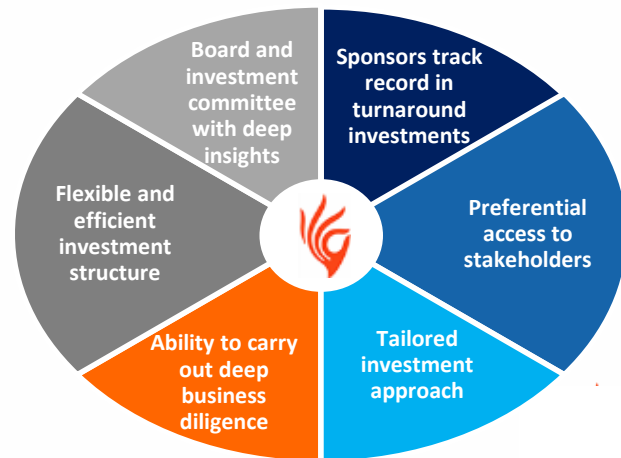 Board and
investment
committee
with deep
insights
Sponsors track
record in
turnaround
investments
Flexible and
efficient
investment
structure
Preferential
access to
stakeholders
Ability to carry
out deep
business
diligence
Tailored
investment
approach